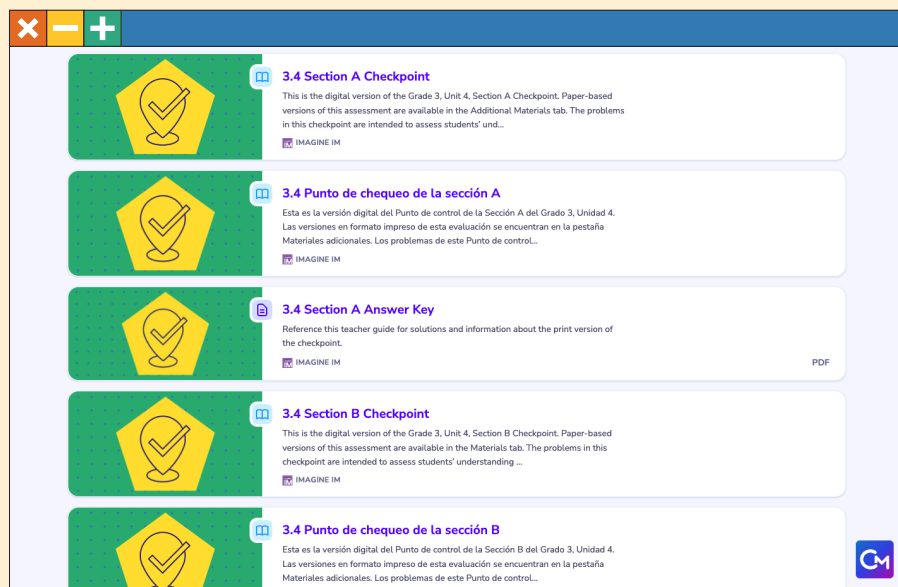 3.4 Section A Checkpoint
This is the digital version of the Grade 3, Unit 4, Section A Checkpoint. Paper-based
versions of this assessment are available in the Additional Materials tab. The problems
in this checkpoint are intended to assess students' und...
IM IMAGINE IM
3.4 Punto de chequeo de la sección A
Esta es la versión digital del Punto de control de la Sección A del Grado 3, Unidad 4.
Las versiones en formato impreso de esta evaluación se encuentran en la pestaña
Materiales adicionales. Los problemas de este Punto de control...
IM IMAGINE IM
3.4 Section A Answer Key
Reference this teacher guide for solutions and information about the print version of
the checkpoint.
IM IMAGINE IM
PDF
3.4 Section B Checkpoint
This is the digital version of the Grade 3, Unit 4, Section B Checkpoint. Paper-based
versions of this assessment are available in the Materials tab. The problems in this
checkpoint are intended to assess students' understanding ...
IM IMAGINE IM
3.4 Punto de chequeo de la sección B
Esta es la versión digital del Punto de control de la Sección B del Grado 3, Unidad 4.
Las versiones en formato impreso de esta evaluación se encuentran en la pestaña
Materiales adicionales. Los problemas de este Punto de control...
CM